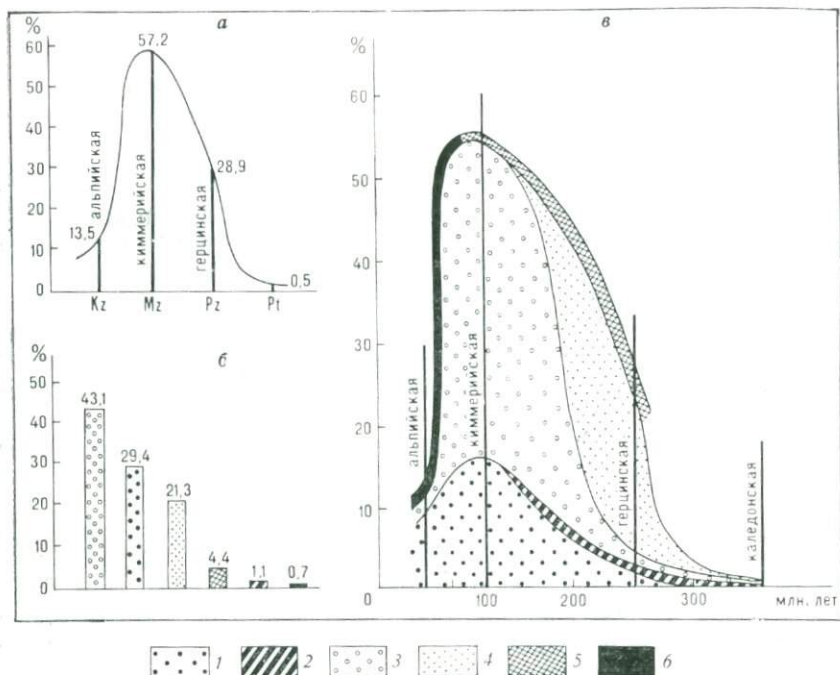 а
%
60
50
40
30
20
10
0
57,2
28,9
13,5
0,5
альпийская
киммерийская
герцинская
Kz Mz Pz Pt
б
%
50
40
30
20
10
0
43,1
29,4
21,3
4,4
1,1
0,7
в
%
60
50
40
30
20
10
0 100 200 300 млн. лет
альпийская
киммерийская
герцинская
каледонская
1 2 3 4 5 6